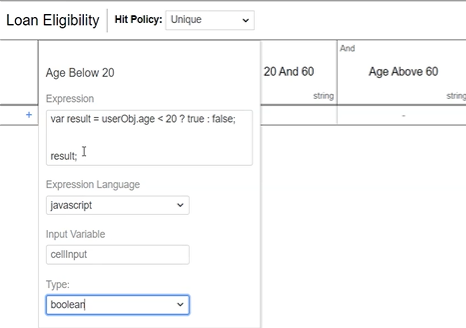 Loan Eligibility Hit Policy: Unique
And
Age Below 20
20 And 60
Age Above 60
string
string
Expression
var result = userObj.age < 20 ? true : false;
result;
+
-
Expression Language
javascript
Input Variable
cellInput
Type:
boolean